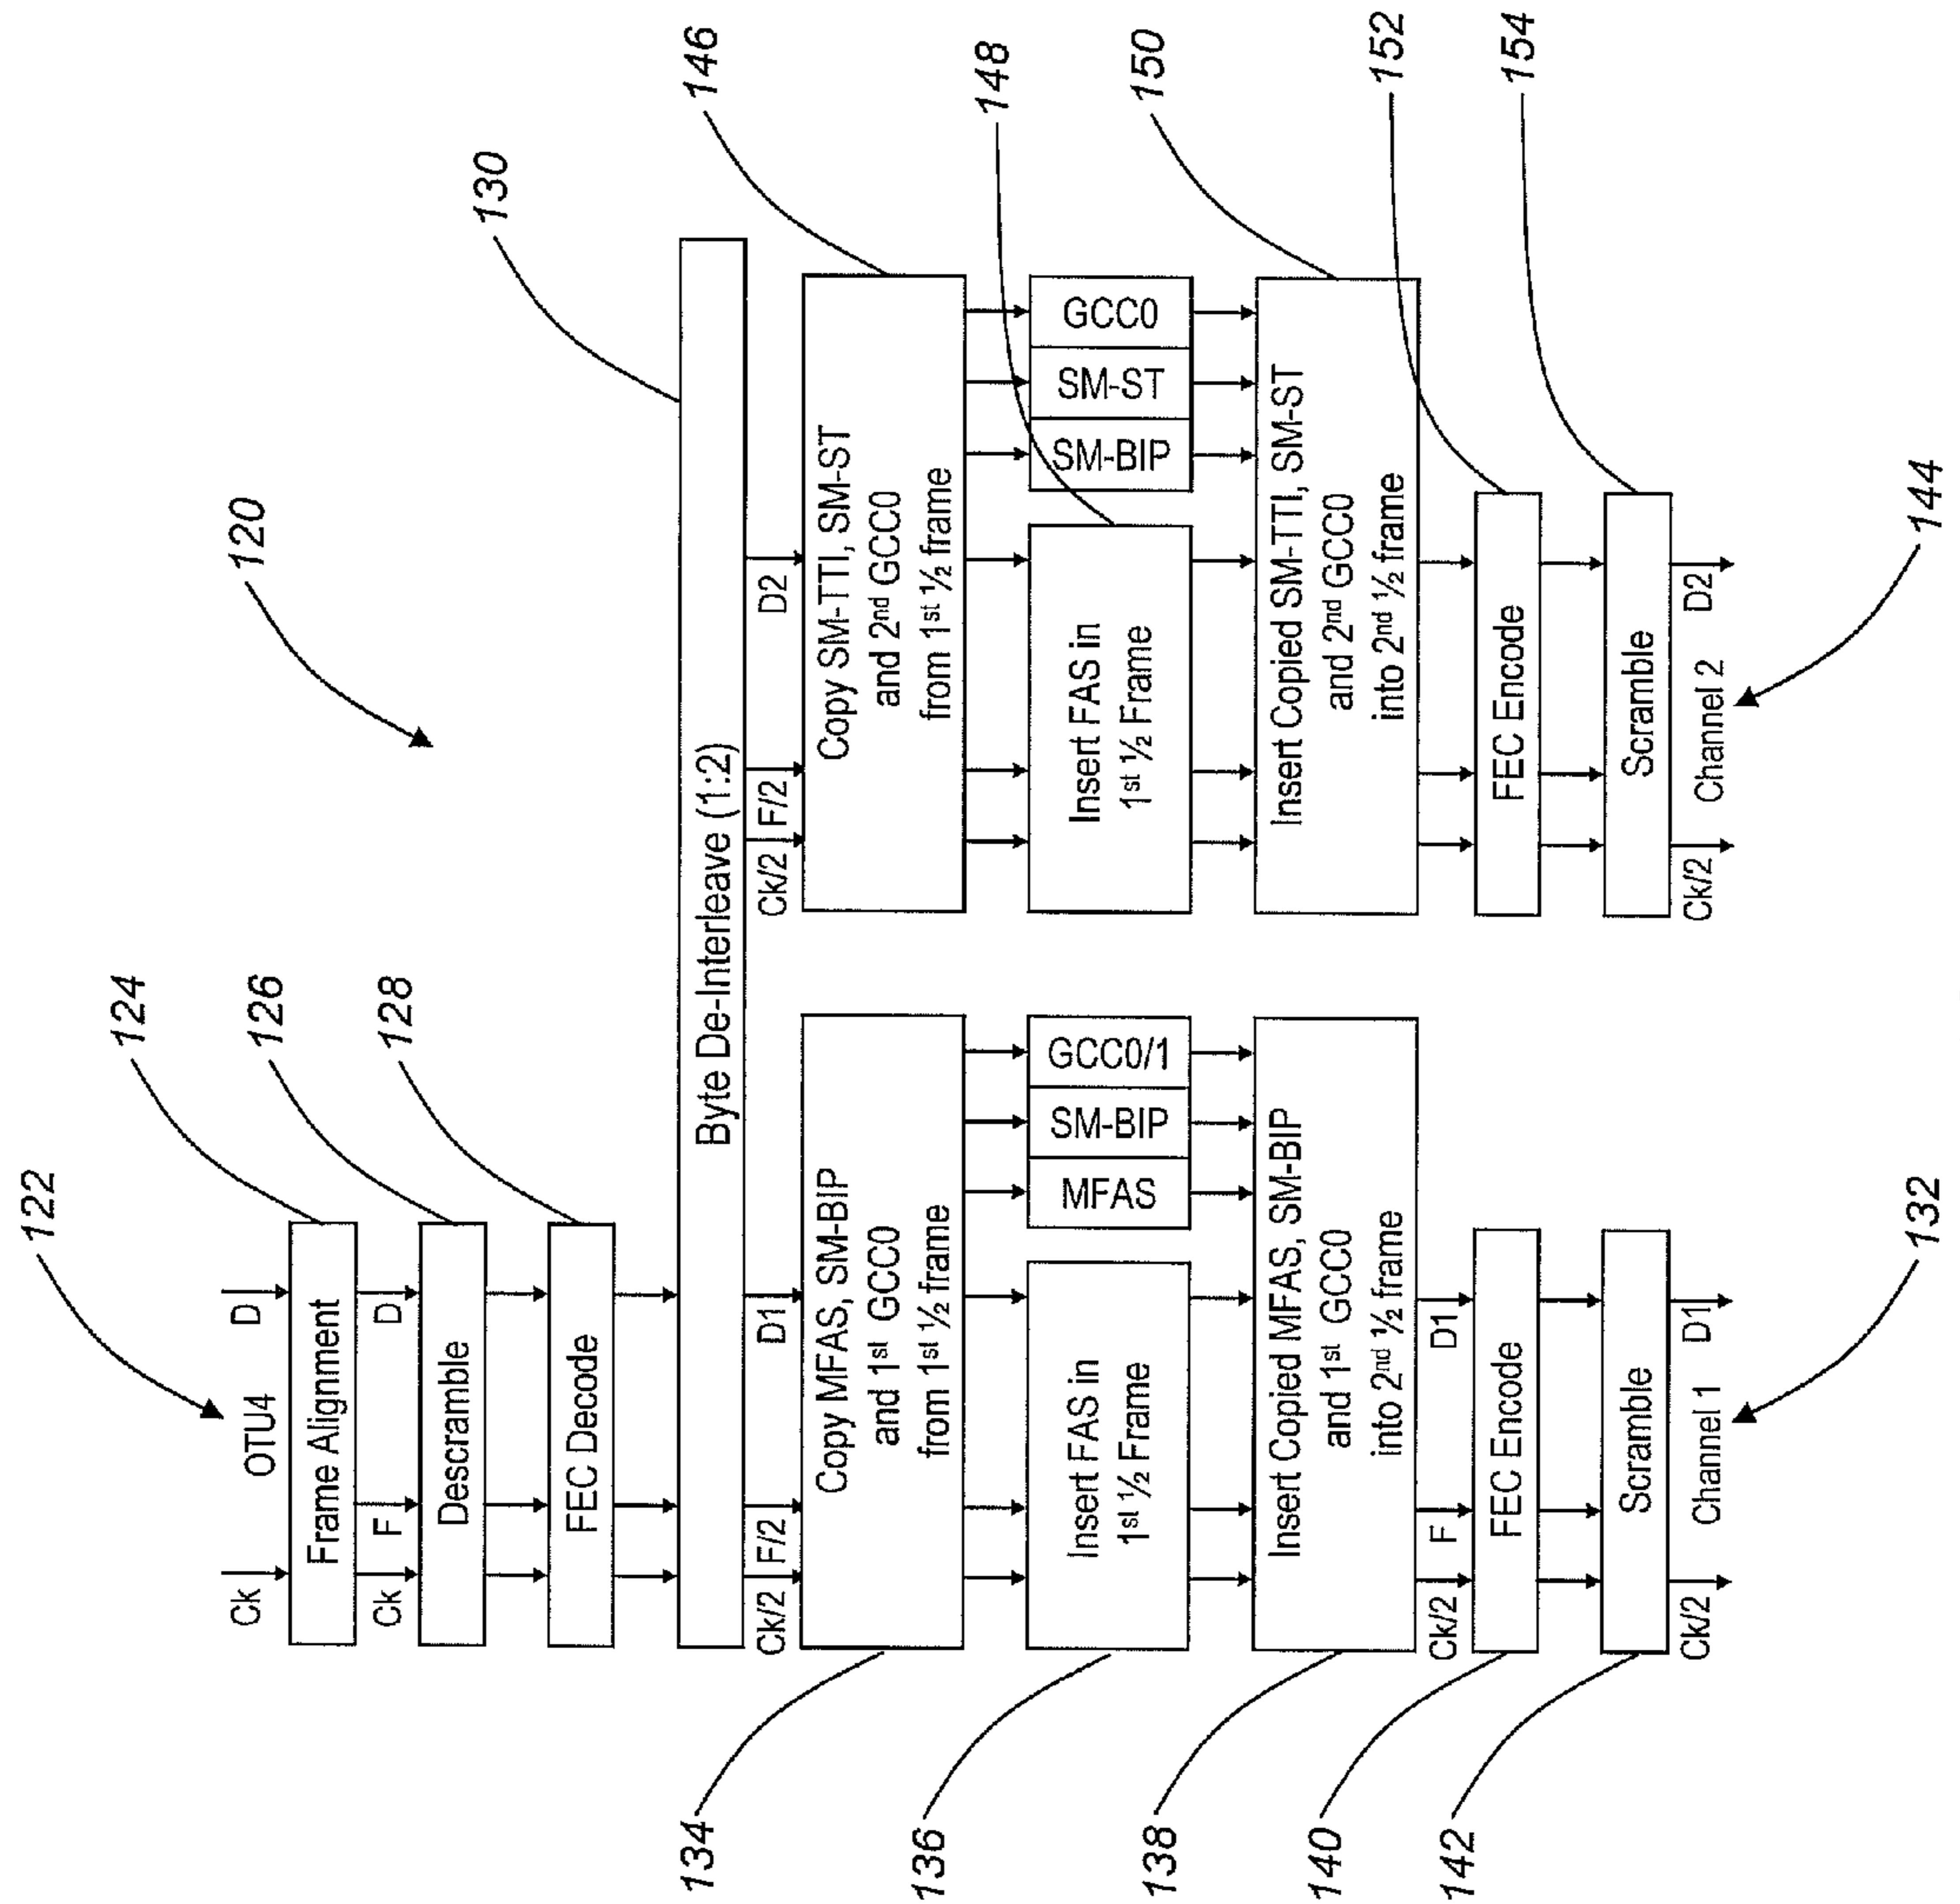 120
122
OTU4
Ck
D
124
Frame Alignment
Ck
F
D
126
Descramble
128
FEC Decode
130
Byte De-Interleave (1:2)
Ck/2
F/2
D1
Ck/2
F/2
D2
134
Copy MFAS, SM-BIP
and 1st GCC0
from 1st ½ frame
146
Copy SM-TTI, SM-ST
and 2nd GCC0
from 1st ½ frame
136
Insert FAS in
1st ½ Frame
MFAS
SM-BIP
GCC0/1
148
Insert FAS in
1st ½ Frame
SM-BIP
SM-ST
GCC0
138
Insert Copied MFAS, SM-BIP
and 1st GCC0
into 2nd ½ frame
150
Insert Copied SM-TTI, SM-ST
and 2nd GCC0
into 2nd ½ frame
Ck/2
F
D1
140
FEC Encode
152
FEC Encode
142
Scramble
154
Scramble
Ck/2
Channel 1
D1
Ck/2
Channel 2
D2
132
144